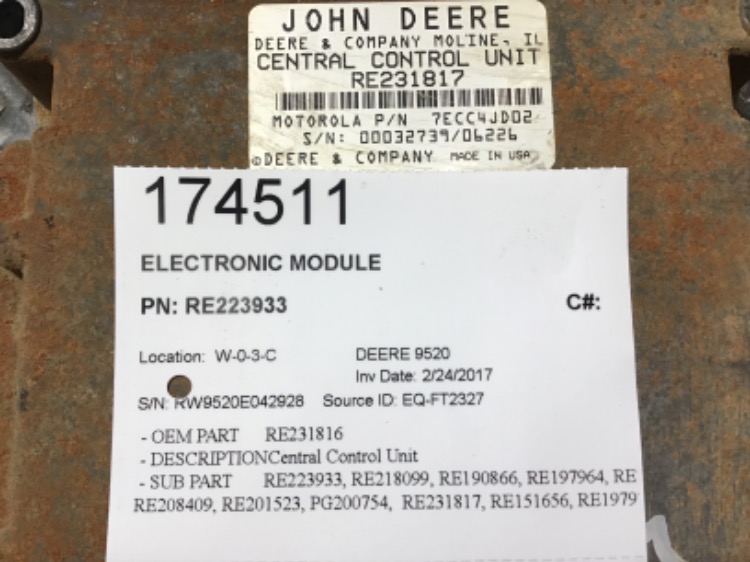 JOHN DEERE
DEERE & COMPANY MOLINE, IL
CENTRAL CONTROL UNIT
RE231817
MOTOROLA P/N 7ECC4JD02
S/N: 00032739/06226
©DEERE & COMPANY MADE IN USA
174511
ELECTRONIC MODULE
PN: RE223933 C#:
Location: W-0-3-C DEERE 9520
Inv Date: 2/24/2017
S/N: RW9520E042928 Source ID: EQ-FT2327
- OEM PART RE231816
- DESCRIPTIONCentral Control Unit
- SUB PART RE223933, RE218099, RE190866, RE197964, RE
RE208409, RE201523, PG200754, RE231817, RE151656, RE1979